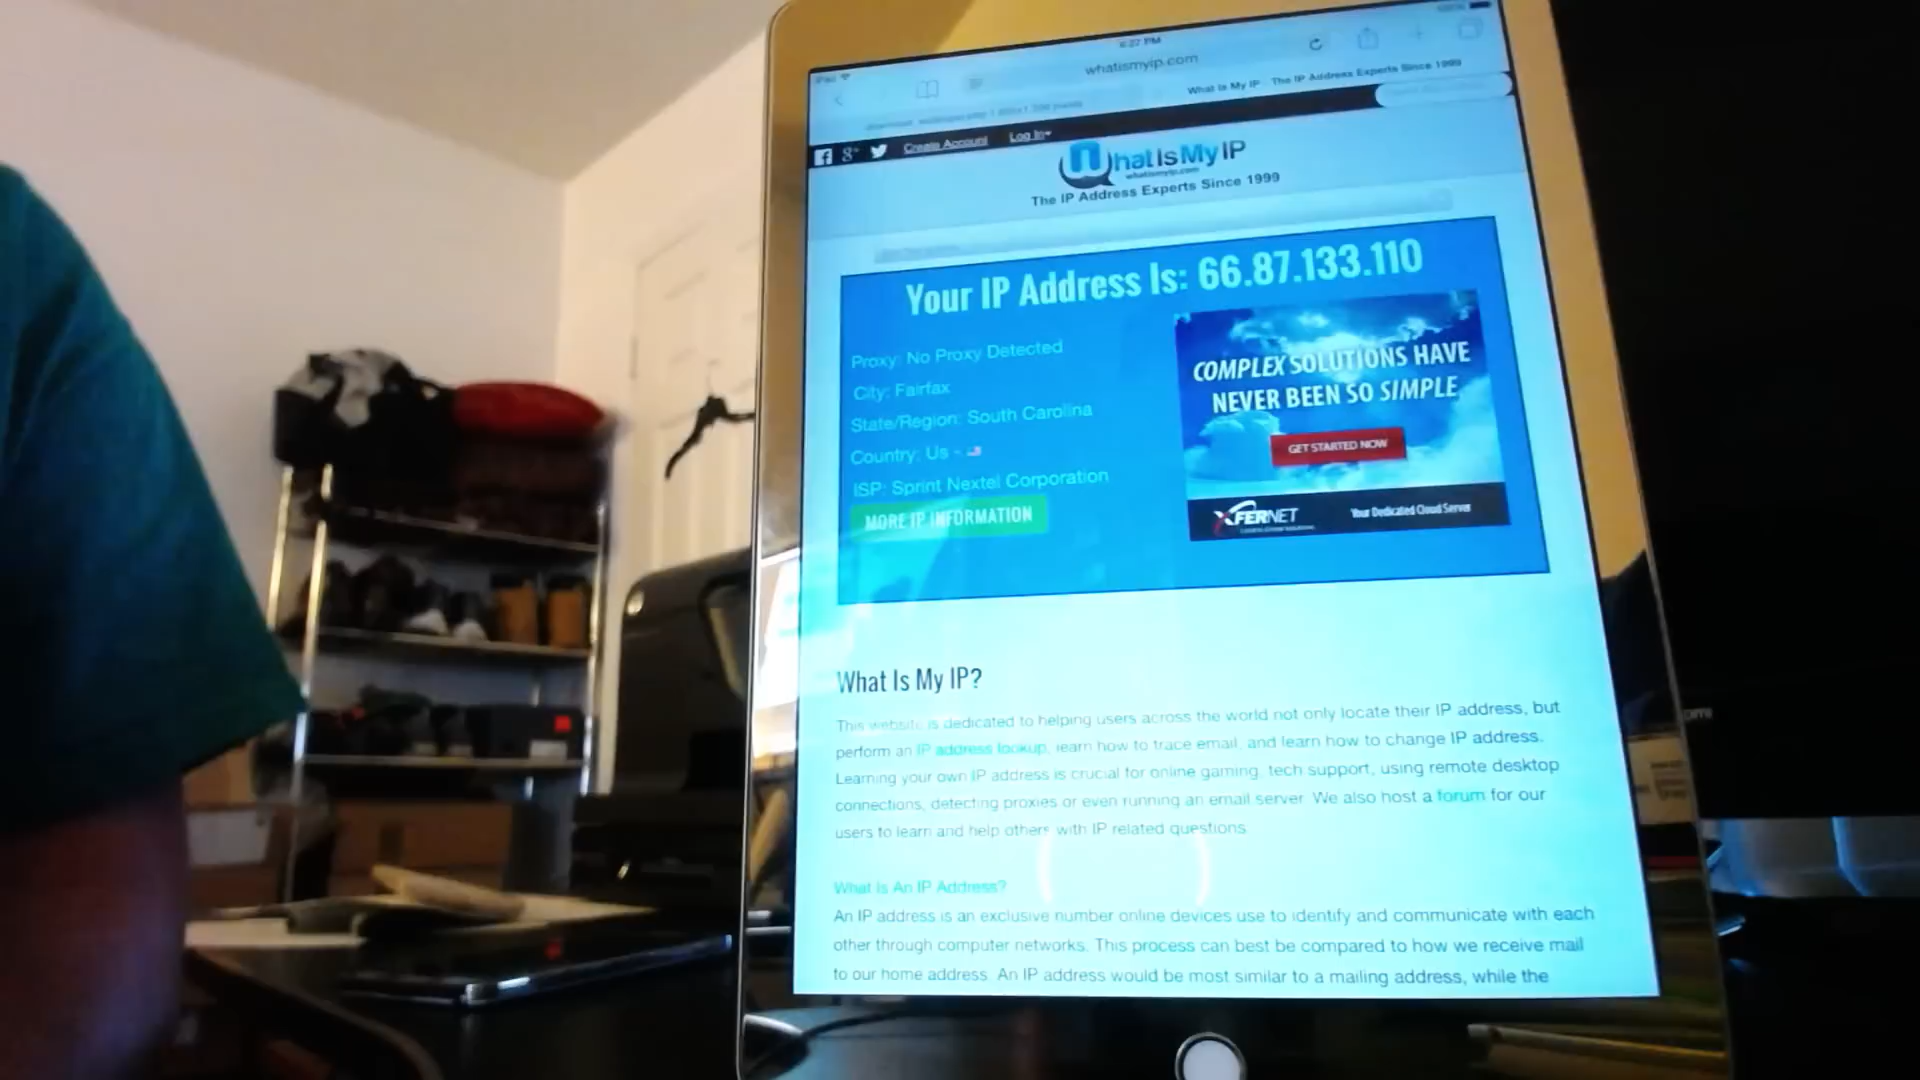 iPad
6:27 PM
whatismyip.com
What Is My IP - The IP Address Experts Since 1999
Create Account
Log In
WhatIsMyIP
whatismyip.com
The IP Address Experts Since 1999
Your IP Address Is: 66.87.133.110
Proxy: No Proxy Detected
City: Fairfax
State/Region: South Carolina
Country: Us -
ISP: Sprint Nextel Corporation
MORE IP INFORMATION
COMPLEX SOLUTIONS HAVE
NEVER BEEN SO SIMPLE
GET STARTED NOW
XFERNET
Your Dedicated Cloud Server
What Is My IP?
This website is dedicated to helping users across the world not only locate their IP address, but
perform an IP address lookup, learn how to trace email, and learn how to change IP address.
Learning your own IP address is crucial for online gaming, tech support, using remote desktop
connections, detecting proxies or even running an email server. We also host a forum for our
users to learn and help others with IP related questions.
What Is An IP Address?
An IP address is an exclusive number online devices use to identify and communicate with each
other through computer networks. This process can best be compared to how we receive mail
to our home address. An IP address would be most similar to a mailing address, while the